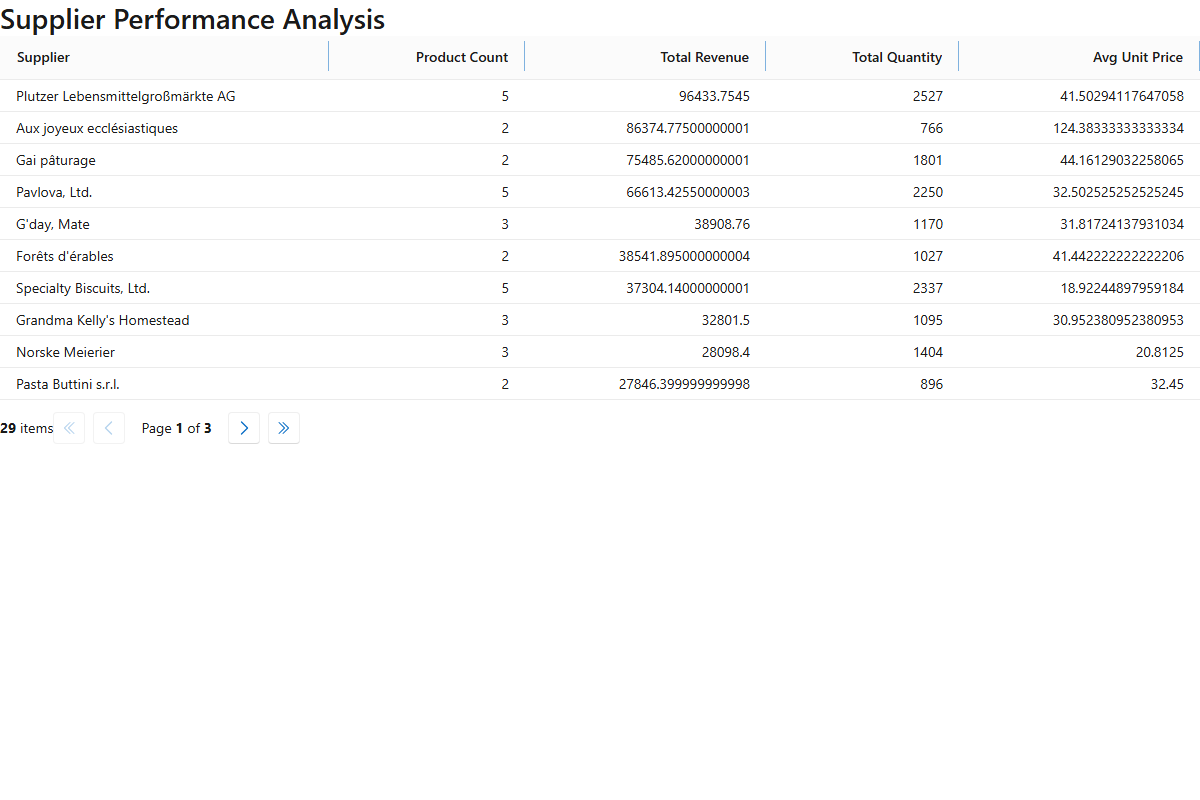 Supplier Performance Analysis
Supplier Product Count Total Revenue Total Quantity Avg Unit Price
Plutzer Lebensmittelgroßmärkte AG 5 96433.7545 2527 41.50294117647058
Aux joyeux ecclésiastiques 2 86374.77500000001 766 124.38333333333334
Gai pâturage 2 75485.62000000001 1801 44.16129032258065
Pavlova, Ltd. 5 66613.42550000003 2250 32.502525252525245
G'day, Mate 3 38908.76 1170 31.81724137931034
Forêts d'érables 2 38541.895000000004 1027 41.442222222222206
Specialty Biscuits, Ltd. 5 37304.14000000001 2337 18.92244897959184
Grandma Kelly's Homestead 3 32801.5 1095 30.952380952380953
Norske Meierier 3 28098.4 1404 20.8125
Pasta Buttini s.r.l. 2 27846.399999999998 896 32.45
29 items Page 1 of 3